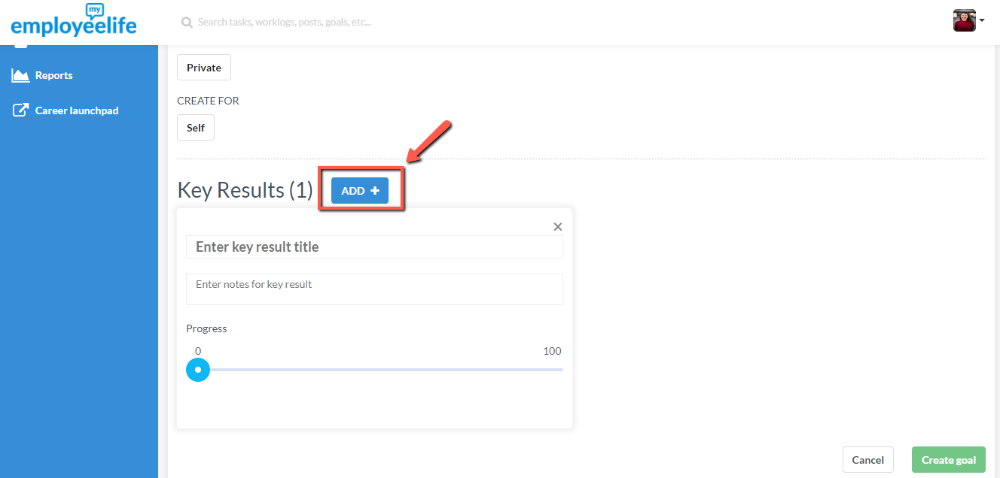 my
employeelife
Search tasks, worklogs, posts, goals, etc...
Reports
Career launchpad
Private
CREATE FOR
Self
Key Results (1)
ADD +
×
Enter key result title
Enter notes for key result
Progress
0 100
Cancel
Create goal